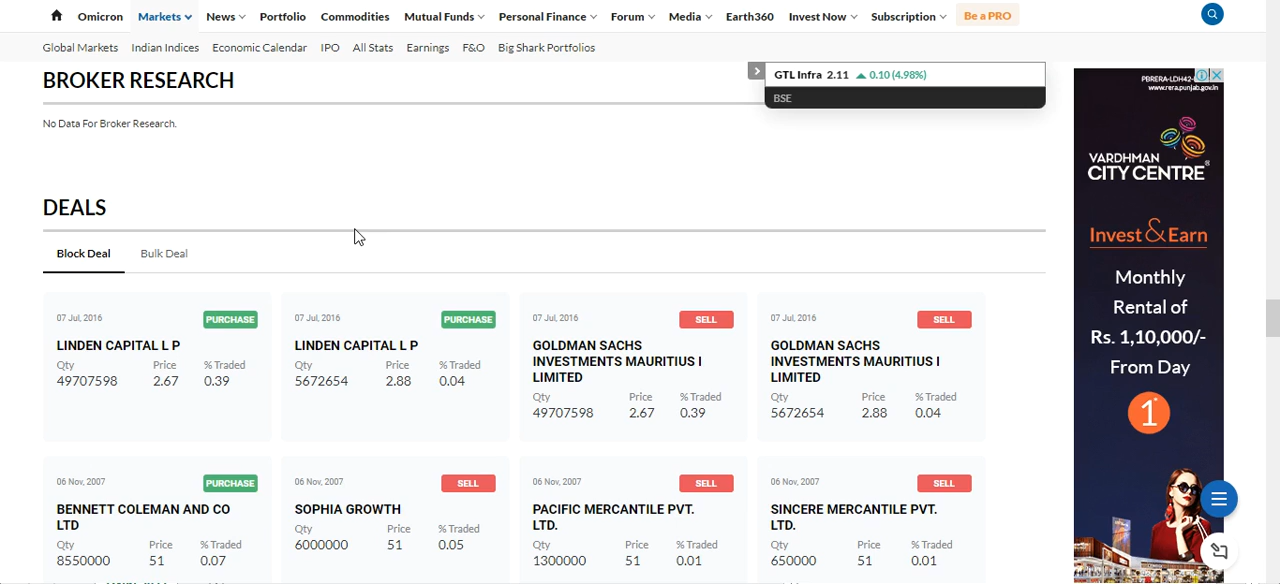 Omicron Markets News Portfolio Commodities Mutual Funds Personal Finance Forum Media Earth360 Invest Now Subscription Be a PRO
Global Markets Indian Indices Economic Calendar IPO All Stats Earnings F&O Big Shark Portfolios
BROKER RESEARCH
GTL Infra 2.11 0.10 (4.98%)
BSE
No Data For Broker Research.
DEALS
Block Deal Bulk Deal
07 Jul, 2016 PURCHASE
LINDEN CAPITAL L P
Qty Price % Traded
49707598 2.67 0.39
07 Jul, 2016 PURCHASE
LINDEN CAPITAL L P
Qty Price % Traded
5672654 2.88 0.04
07 Jul, 2016 SELL
GOLDMAN SACHS
INVESTMENTS MAURITIUS I
LIMITED
Qty Price % Traded
49707598 2.67 0.39
07 Jul, 2016 SELL
GOLDMAN SACHS
INVESTMENTS MAURITIUS I
LIMITED
Qty Price % Traded
5672654 2.88 0.04
06 Nov, 2007 PURCHASE
BENNETT COLEMAN AND CO
LTD
Qty Price % Traded
8550000 51 0.07
06 Nov, 2007 SELL
SOPHIA GROWTH
Qty Price % Traded
6000000 51 0.05
06 Nov, 2007 SELL
PACIFIC MERCANTILE PVT.
LTD.
Qty Price % Traded
1300000 51 0.01
06 Nov, 2007 SELL
SINCERE MERCANTILE PVT.
LTD.
Qty Price % Traded
650000 51 0.01
PBRERA-LDH42-
www.rera.punjab.gov.in
VARDHMAN
CITY CENTRE®
Invest & Earn
Monthly
Rental of
Rs. 1,10,000/-
From Day
1*